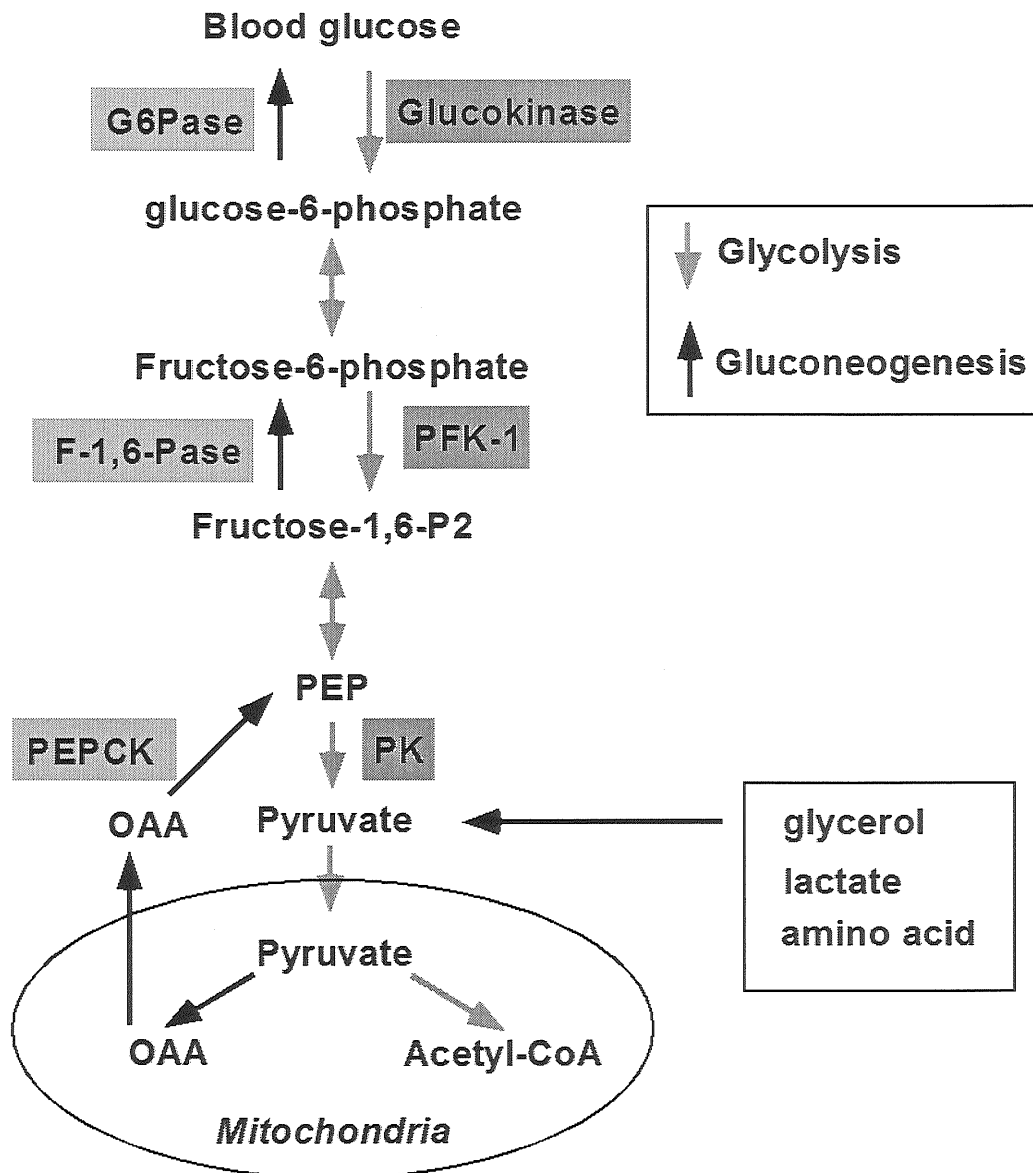 Blood glucose
G6Pase
Glucokinase
glucose-6-phosphate
Glycolysis
Gluconeogenesis
Fructose-6-phosphate
F-1,6-Pase
PFK-1
Fructose-1,6-P2
PEP
PEPCK
PK
OAA
Pyruvate
glycerol
lactate
amino acid
Pyruvate
OAA
Acetyl-CoA
Mitochondria